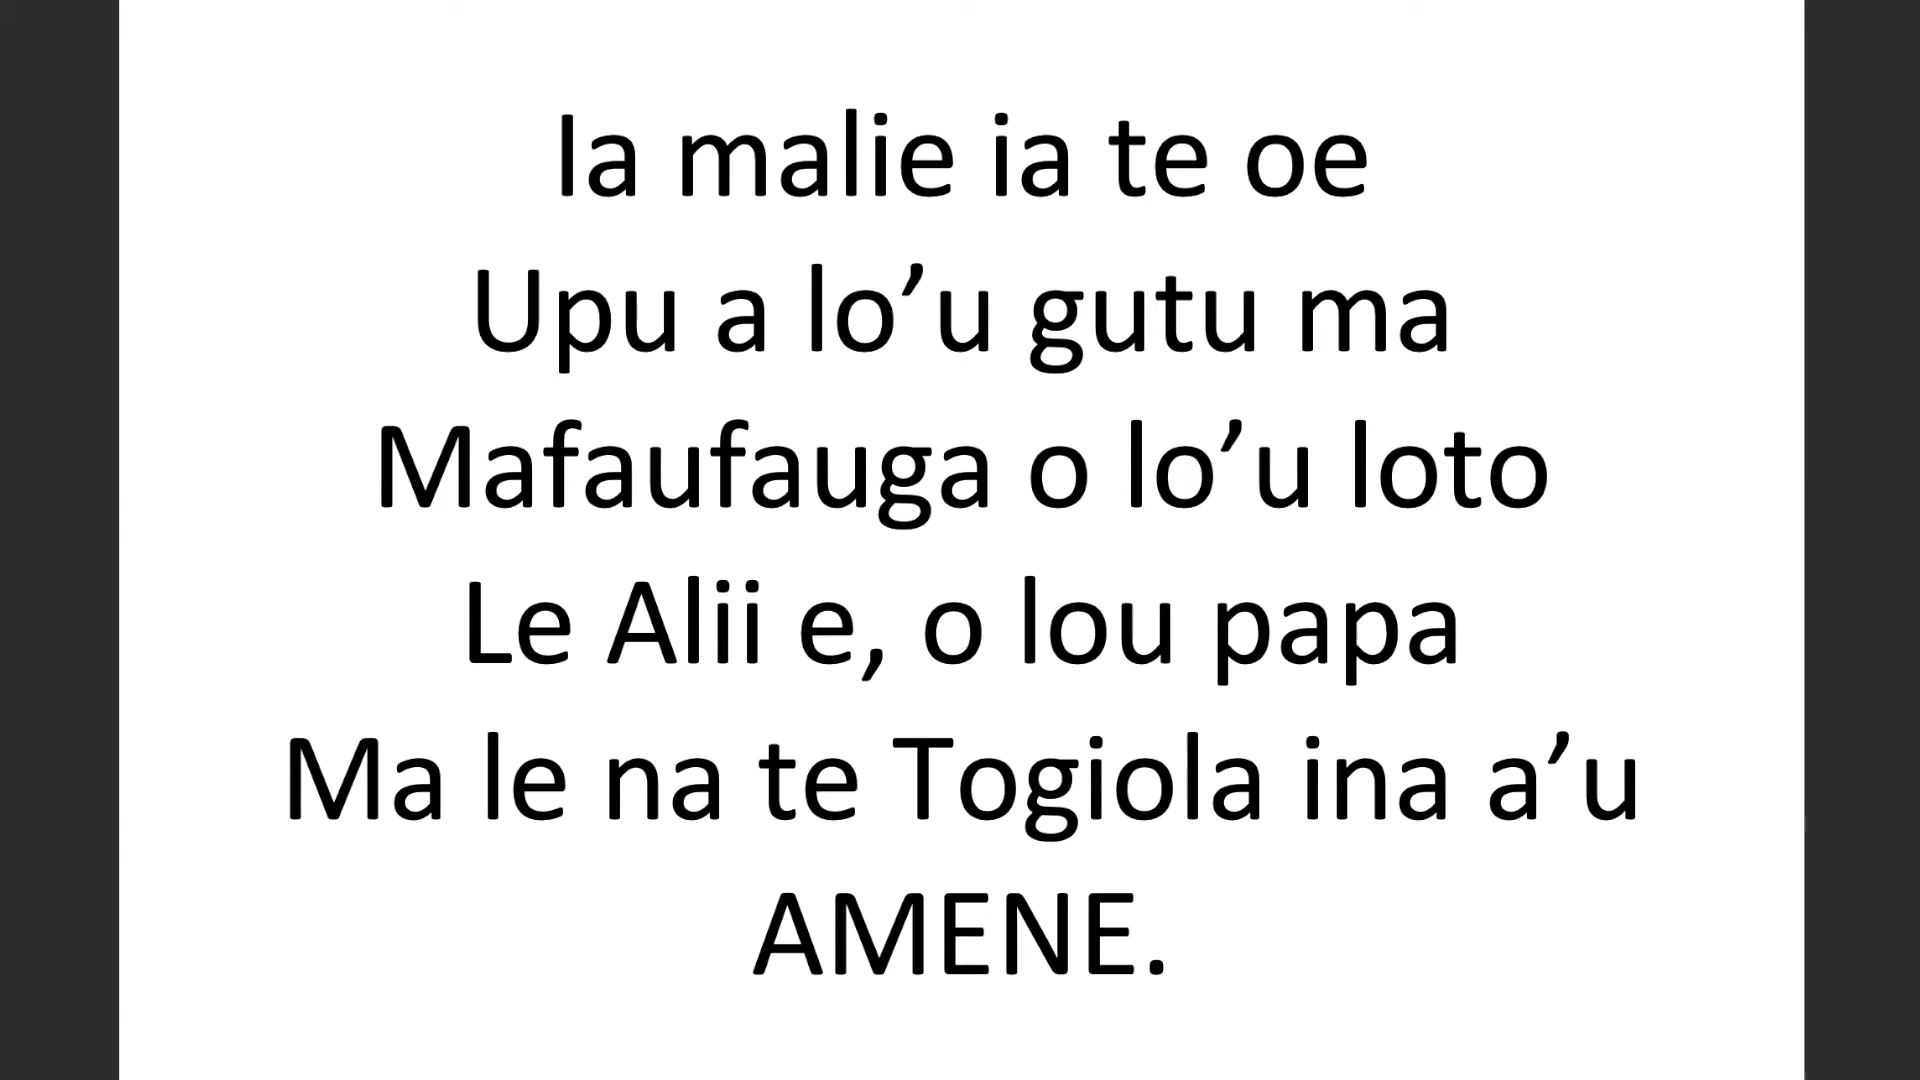 Ia malie ia te oe
Upu a lo’u gutu ma
Mafaufauga o lo’u loto
Le Alii e, o lou papa
Ma le na te Togiola ina a’u
AMENE.